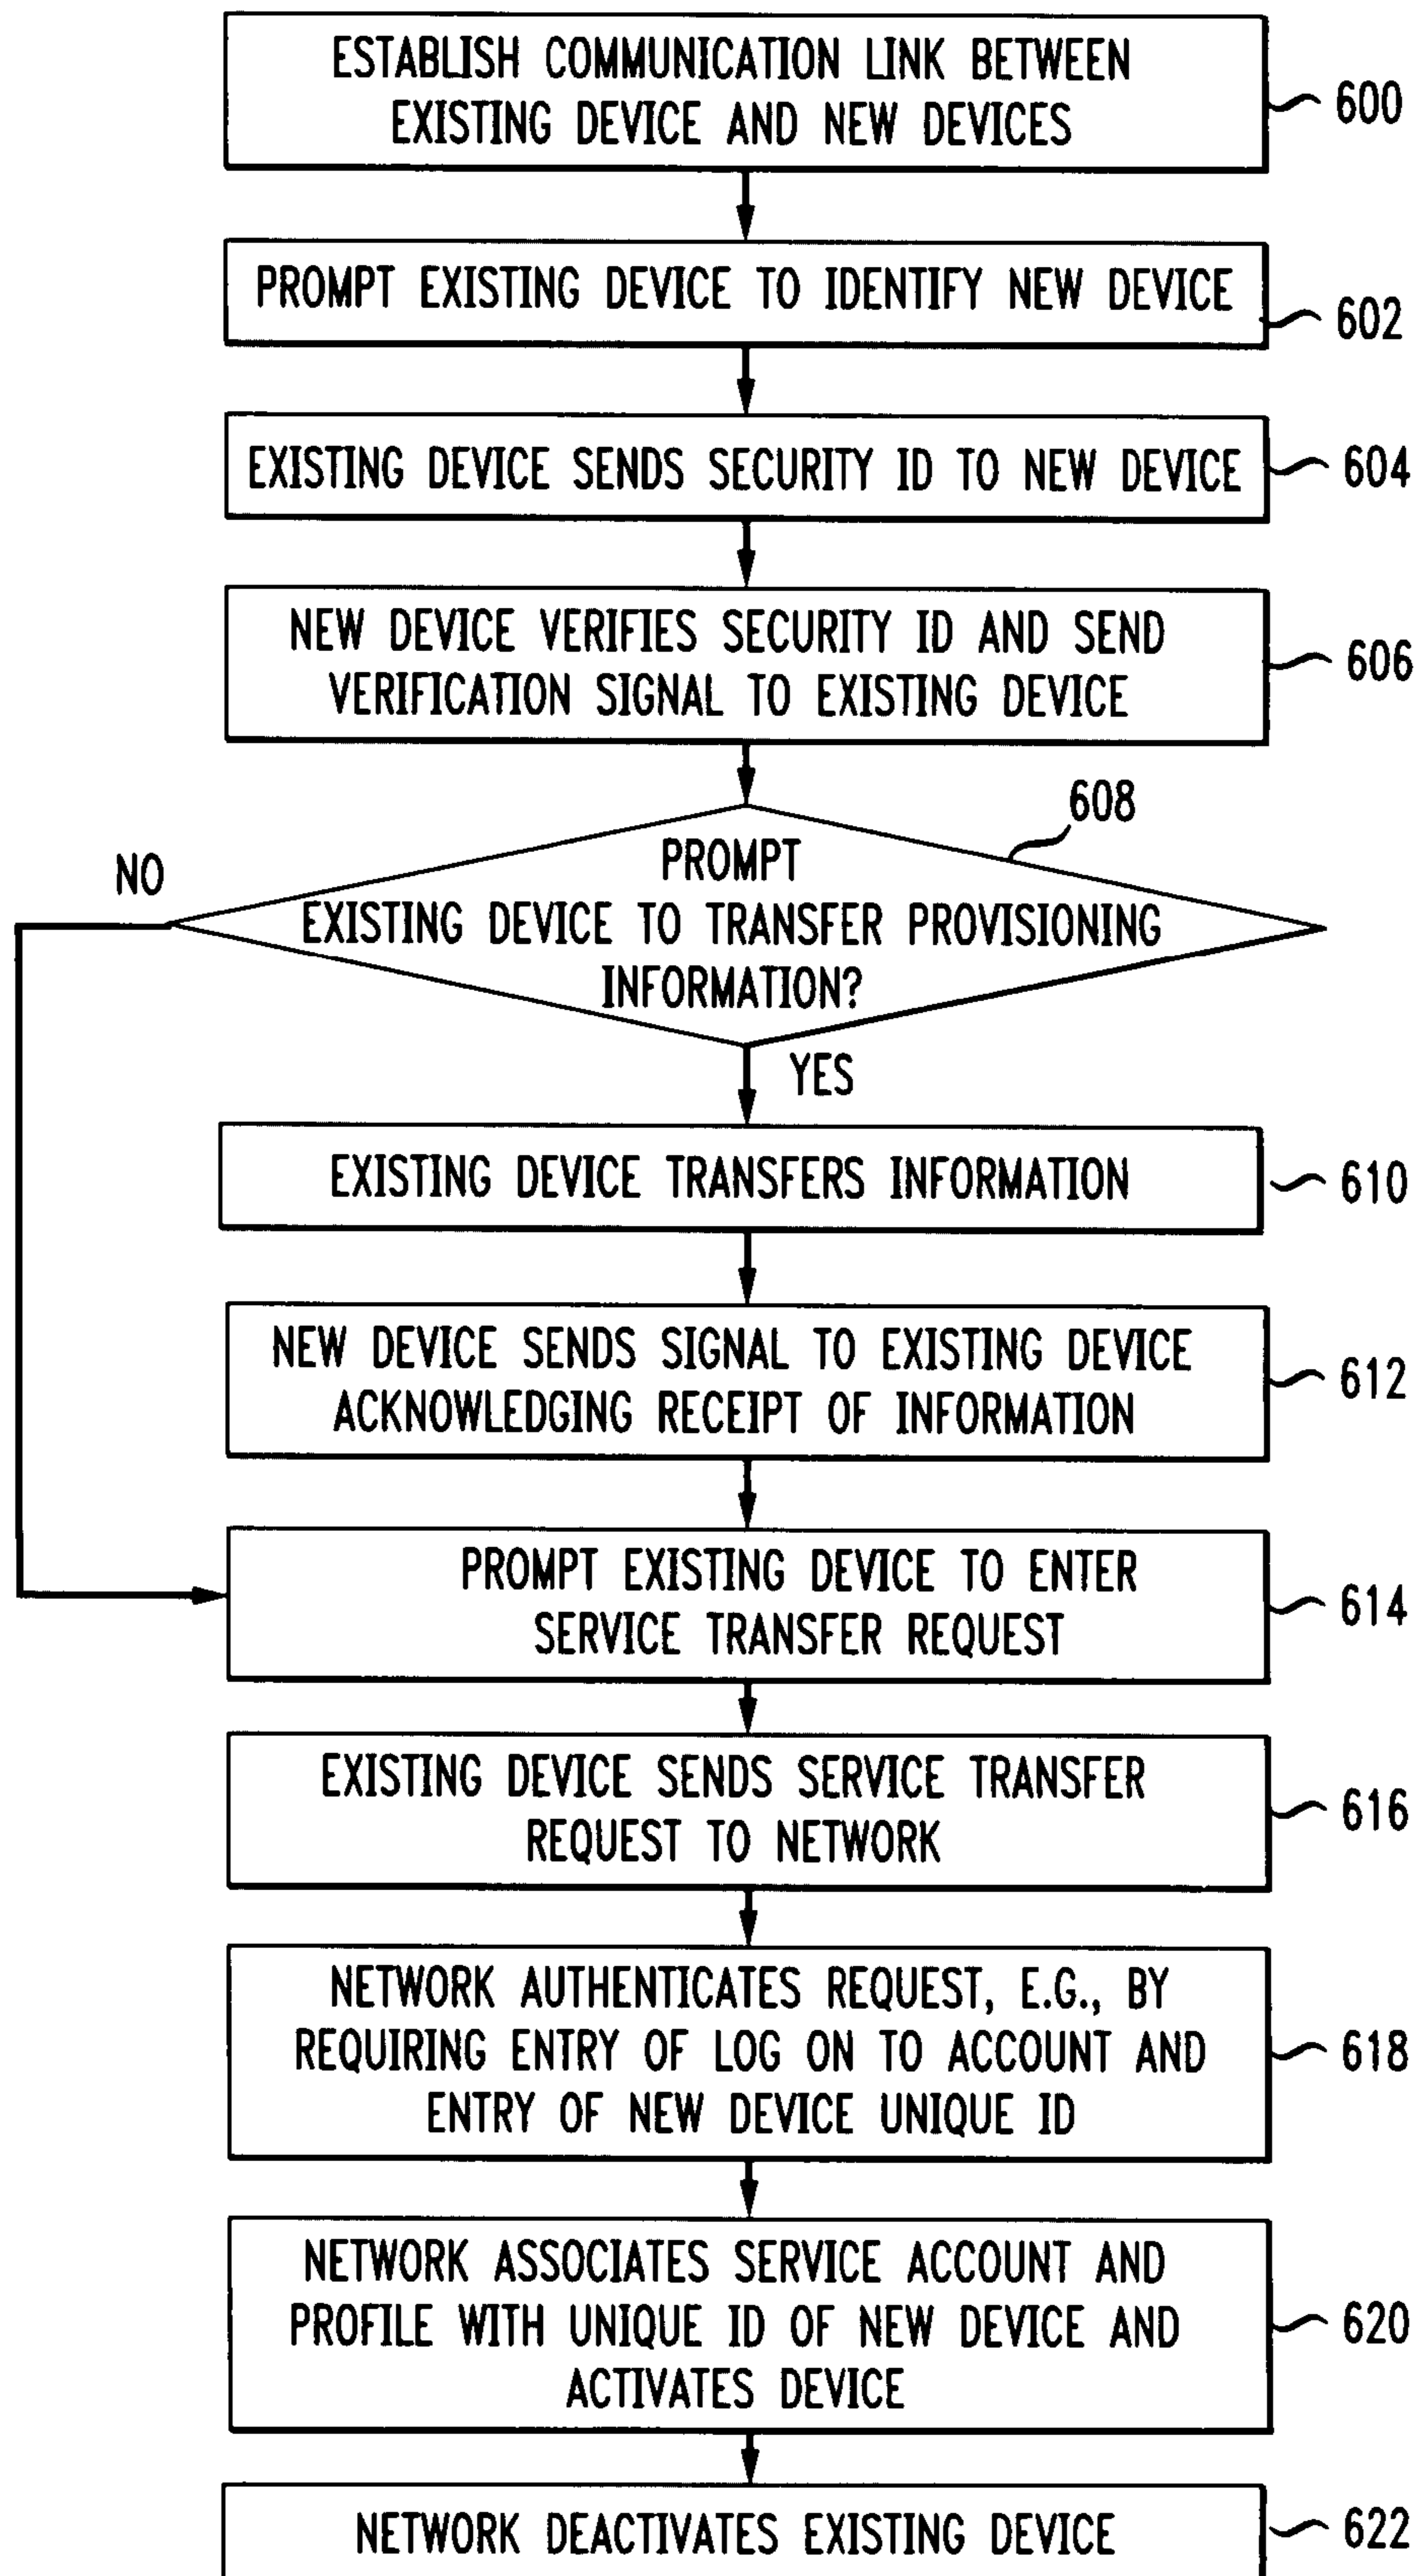 ESTABLISH COMMUNICATION LINK BETWEEN
EXISTING DEVICE AND NEW DEVICES
600
PROMPT EXISTING DEVICE TO IDENTIFY NEW DEVICE
602
EXISTING DEVICE SENDS SECURITY ID TO NEW DEVICE
604
NEW DEVICE VERIFIES SECURITY ID AND SEND
VERIFICATION SIGNAL TO EXISTING DEVICE
606
608
NO
PROMPT
EXISTING DEVICE TO TRANSFER PROVISIONING
INFORMATION?
YES
EXISTING DEVICE TRANSFERS INFORMATION
610
NEW DEVICE SENDS SIGNAL TO EXISTING DEVICE
ACKNOWLEDGING RECEIPT OF INFORMATION
612
PROMPT EXISTING DEVICE TO ENTER
SERVICE TRANSFER REQUEST
614
EXISTING DEVICE SENDS SERVICE TRANSFER
REQUEST TO NETWORK
616
NETWORK AUTHENTICATES REQUEST, E.G., BY
REQUIRING ENTRY OF LOG ON TO ACCOUNT AND
ENTRY OF NEW DEVICE UNIQUE ID
618
NETWORK ASSOCIATES SERVICE ACCOUNT AND
PROFILE WITH UNIQUE ID OF NEW DEVICE AND
ACTIVATES DEVICE
620
NETWORK DEACTIVATES EXISTING DEVICE
622